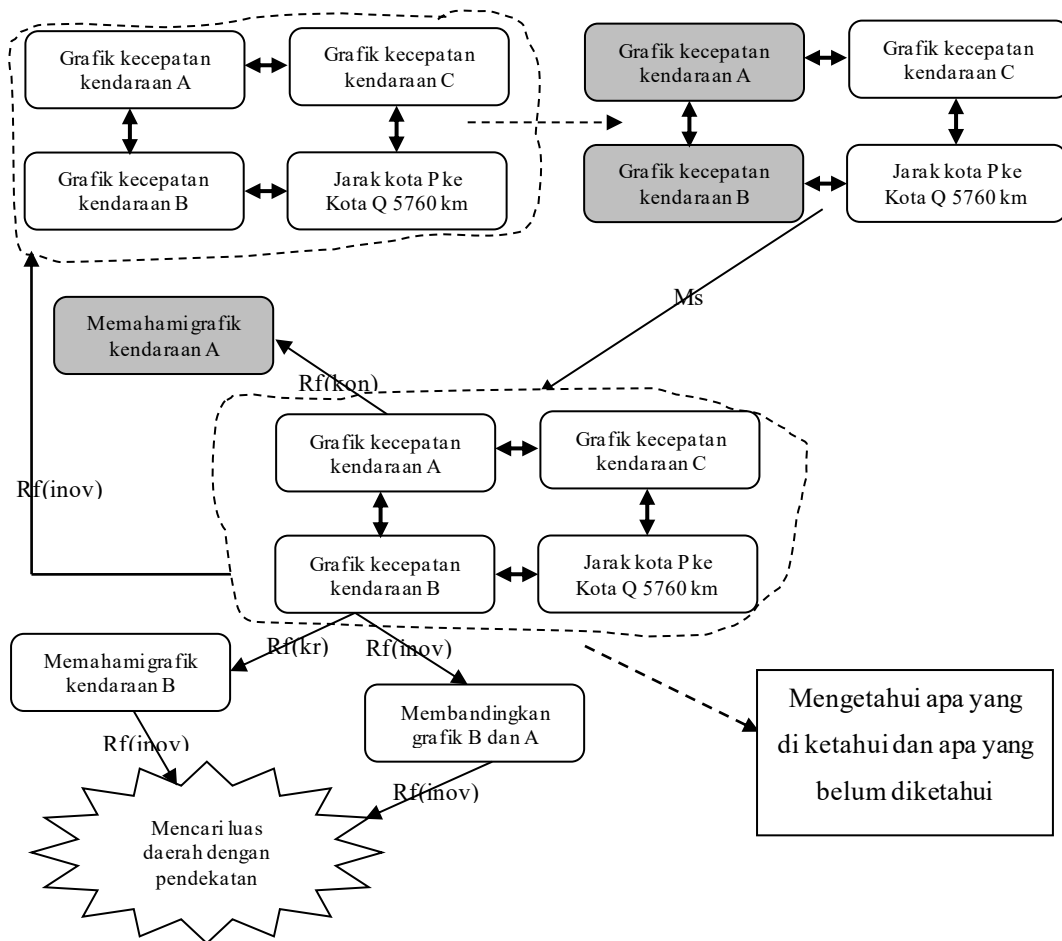 Grafik kecepatan
kendaraan A
Grafik kecepatan
kendaraan C
Grafik kecepatan
kendaraan B
Jarak kota P ke
Kota Q 5760 km
Grafik kecepatan
kendaraan A
Grafik kecepatan
kendaraan C
Grafik kecepatan
kendaraan B
Jarak kota P ke
Kota Q 5760 km
Ms
Memahami grafik
kendaraan A
Rf(kon)
Grafik kecepatan
kendaraan A
Grafik kecepatan
kendaraan C
Rf(inov)
Grafik kecepatan
kendaraan B
Jarak kota P ke
Kota Q 5760 km
Rf(kr)
Rf(inov)
Memahami grafik
kendaraan B
Membandingkan
grafik B dan A
Mengetahui apa yang
di ketahui dan apa yang
belum diketahui
Rf(inov)
Rf(inov)
Mencari luas
daerah dengan
pendekatan